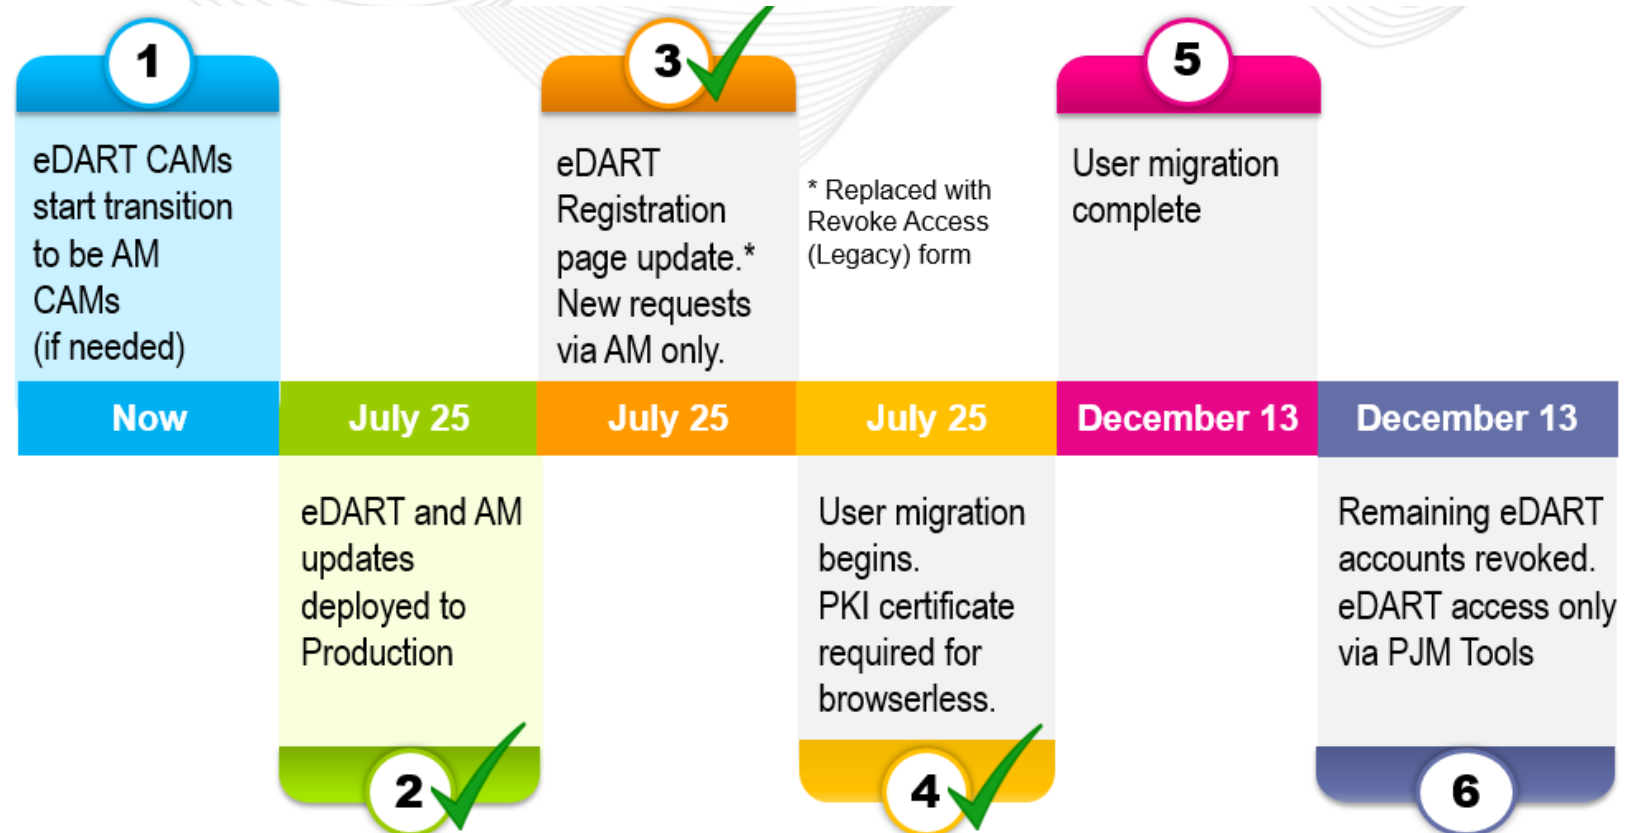 1
eDART CAMs
start transition
to be AM
CAMs
(if needed)
3
eDART
Registration
page update.*
New requests
via AM only.
* Replaced with
Revoke Access
(Legacy) form
5
User migration
complete
Now
July 25
July 25
July 25
December 13
December 13
eDART and AM
updates
deployed to
Production
2
User migration
begins.
PKI certificate
required for
browserless.
4
Remaining eDART
accounts revoked.
eDART access only
via PJM Tools
6